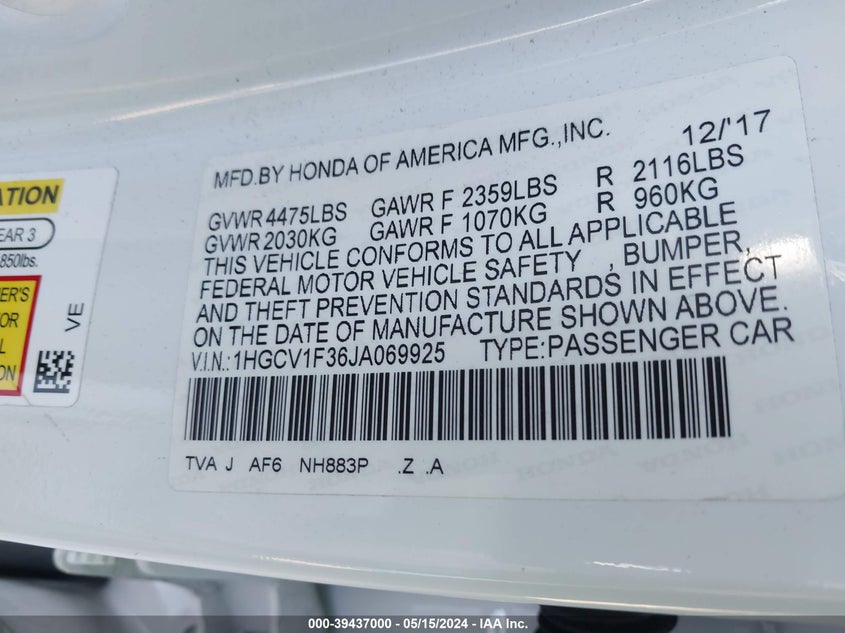 MFD.BY HONDA OF AMERICA MFG.,INC. 12/'17
GVWR 4475LBS GAWR F 2359LBS R 2116LBS
GVWR 2030KG GAWR F 1070KG R 960KG
THIS VEHICLE CONFORMS TO ALL APPLICABLE
FEDERAL MOTOR VEHICLE SAFETY , BUMPER,
AND THEFT PREVENTION STANDARDS IN EFFECT
ON THE DATE OF MANUFACTURE SHOWN ABOVE.
V.I.N.:1HGCV1F36JA069925 TYPE:PASSENGER CAR
TVA J AF6 NH883P .Z .A
EAR 3
850lbs.
VE
000-39437000 - 05/15/2024 - IAA Inc.